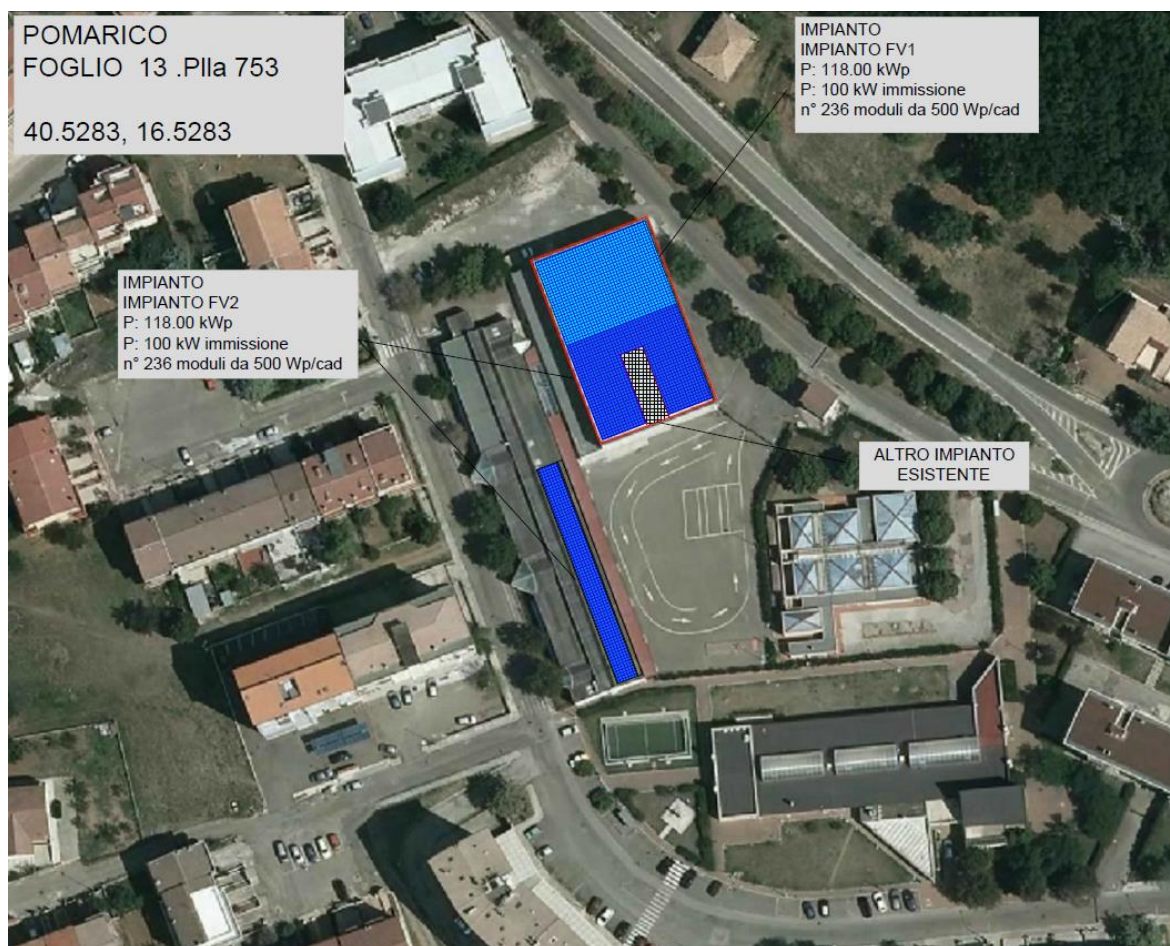 POMARICO
FOGLIO 13 .Plla 753
40.5283, 16.5283
IMPIANTO
IMPIANTO FV1
P: 118.00 kWp
P: 100 kW immissione
n° 236 moduli da 500 Wp/cad
IMPIANTO
IMPIANTO FV2
P: 118.00 kWp
P: 100 kW immissione
n° 236 moduli da 500 Wp/cad
ALTRO IMPIANTO
ESISTENTE